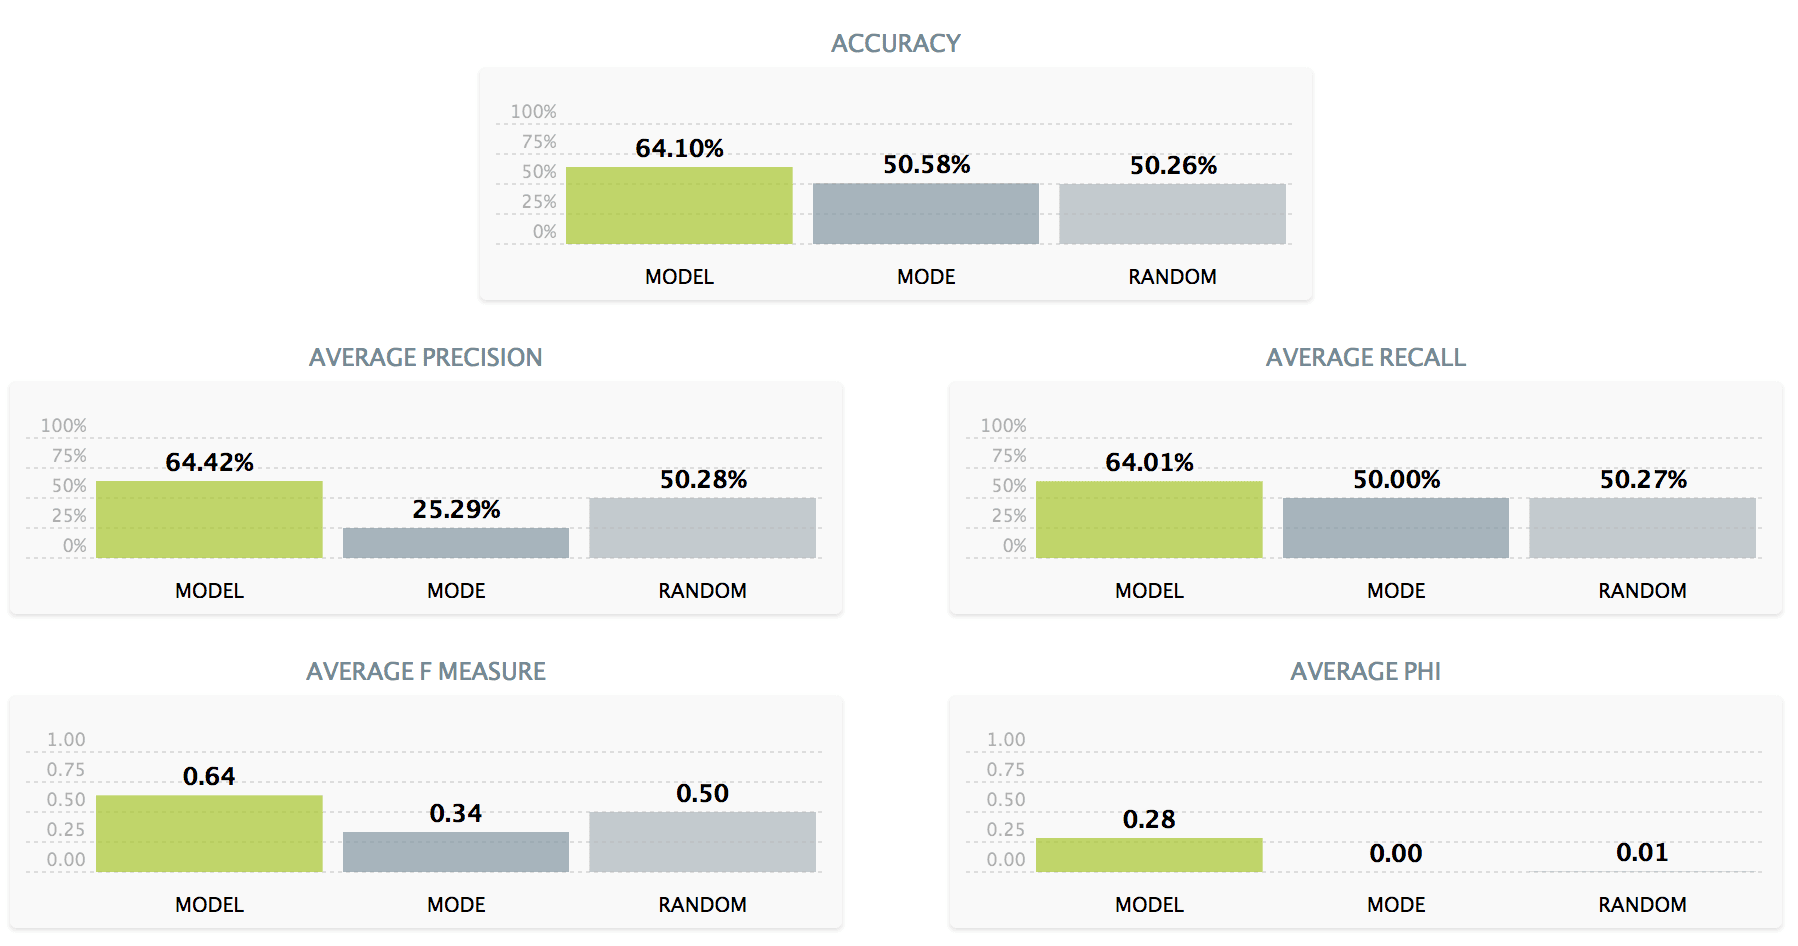 ACCURACY
100%
75%
50%
25%
0%
64.10%
50.58%
50.26%
MODEL
MODE
RANDOM
AVERAGE PRECISION
100%
75%
50%
25%
0%
64.42%
25.29%
50.28%
MODEL
MODE
RANDOM
AVERAGE RECALL
100%
75%
50%
25%
0%
64.01%
50.00%
50.27%
MODEL
MODE
RANDOM
AVERAGE F MEASURE
1.00
0.75
0.50
0.25
0.00
0.64
0.34
0.50
MODEL
MODE
RANDOM
AVERAGE PHI
1.00
0.75
0.50
0.25
0.00
0.28
0.00
0.01
MODEL
MODE
RANDOM